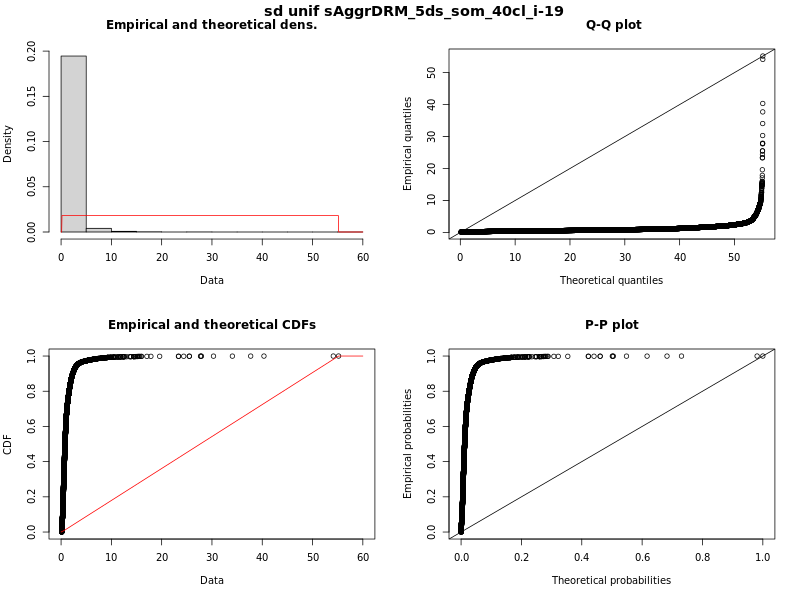 sd unif sAggrDRM_5ds_som_40cl_i-19
Empirical and theoretical dens.
Density
0.00 0.05 0.10 0.15 0.20
0 10 20 30 40 50 60
Data
Q-Q plot
Empirical quantiles
0 10 20 30 40 50
0 10 20 30 40 50
Theoretical quantiles
Empirical and theoretical CDFs
CDF
0.0 0.2 0.4 0.6 0.8 1.0
0 10 20 30 40 50 60
Data
P-P plot
Empirical probabilities
0.0 0.2 0.4 0.6 0.8 1.0
0.0 0.2 0.4 0.6 0.8 1.0
Theoretical probabilities